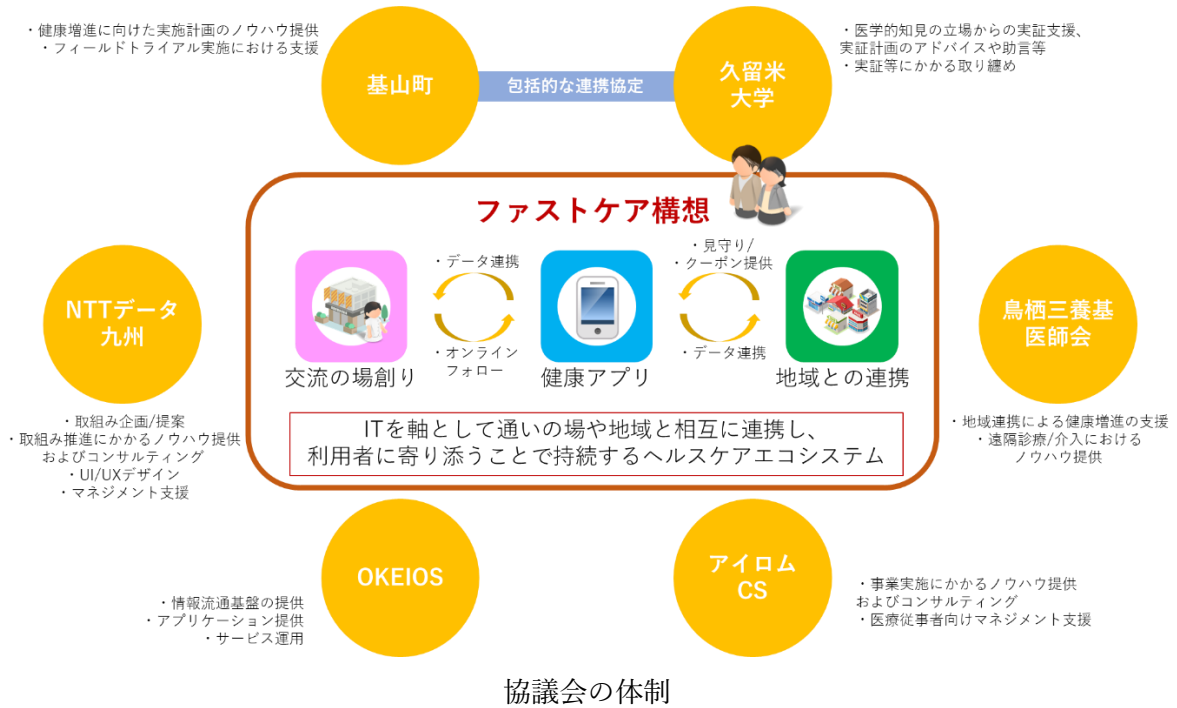 ・健康増進に向けた実施計画のノウハウ提供
・フィールドトライアル実施における支援
基山町
包括的な連携協定
久留米
大学
・医学的知見の立場からの実証支援、
実証計画のアドバイスや助言等
・実証等にかかる取り纏め
ファストケア構想
・データ連携
・オンライン
フォロー
・見守り/
・クーポン提供
・データ連携
交流の場創り
健康アプリ
地域との連携
ITを軸として通いの場や地域と相互に連携し、
利用者に寄り添うことで持続するヘルスケアエコシステム
NTTデータ
九州
・取組み企画/提案
・取組み推進にかかるノウハウ提供
およびコンサルティング
・UI/UXデザイン
・マネジメント支援
鳥栖三養基
医師会
・地域連携による健康増進の支援
・遠隔診療/介入における
ノウハウ提供
OKEIOS
・情報流通基盤の提供
・アプリケーション提供
・サービス運用
アイロム
CS
・事業実施にかかるノウハウ提供
およびコンサルティング
・医療従事者向けマネジメント支援
協議会の体制